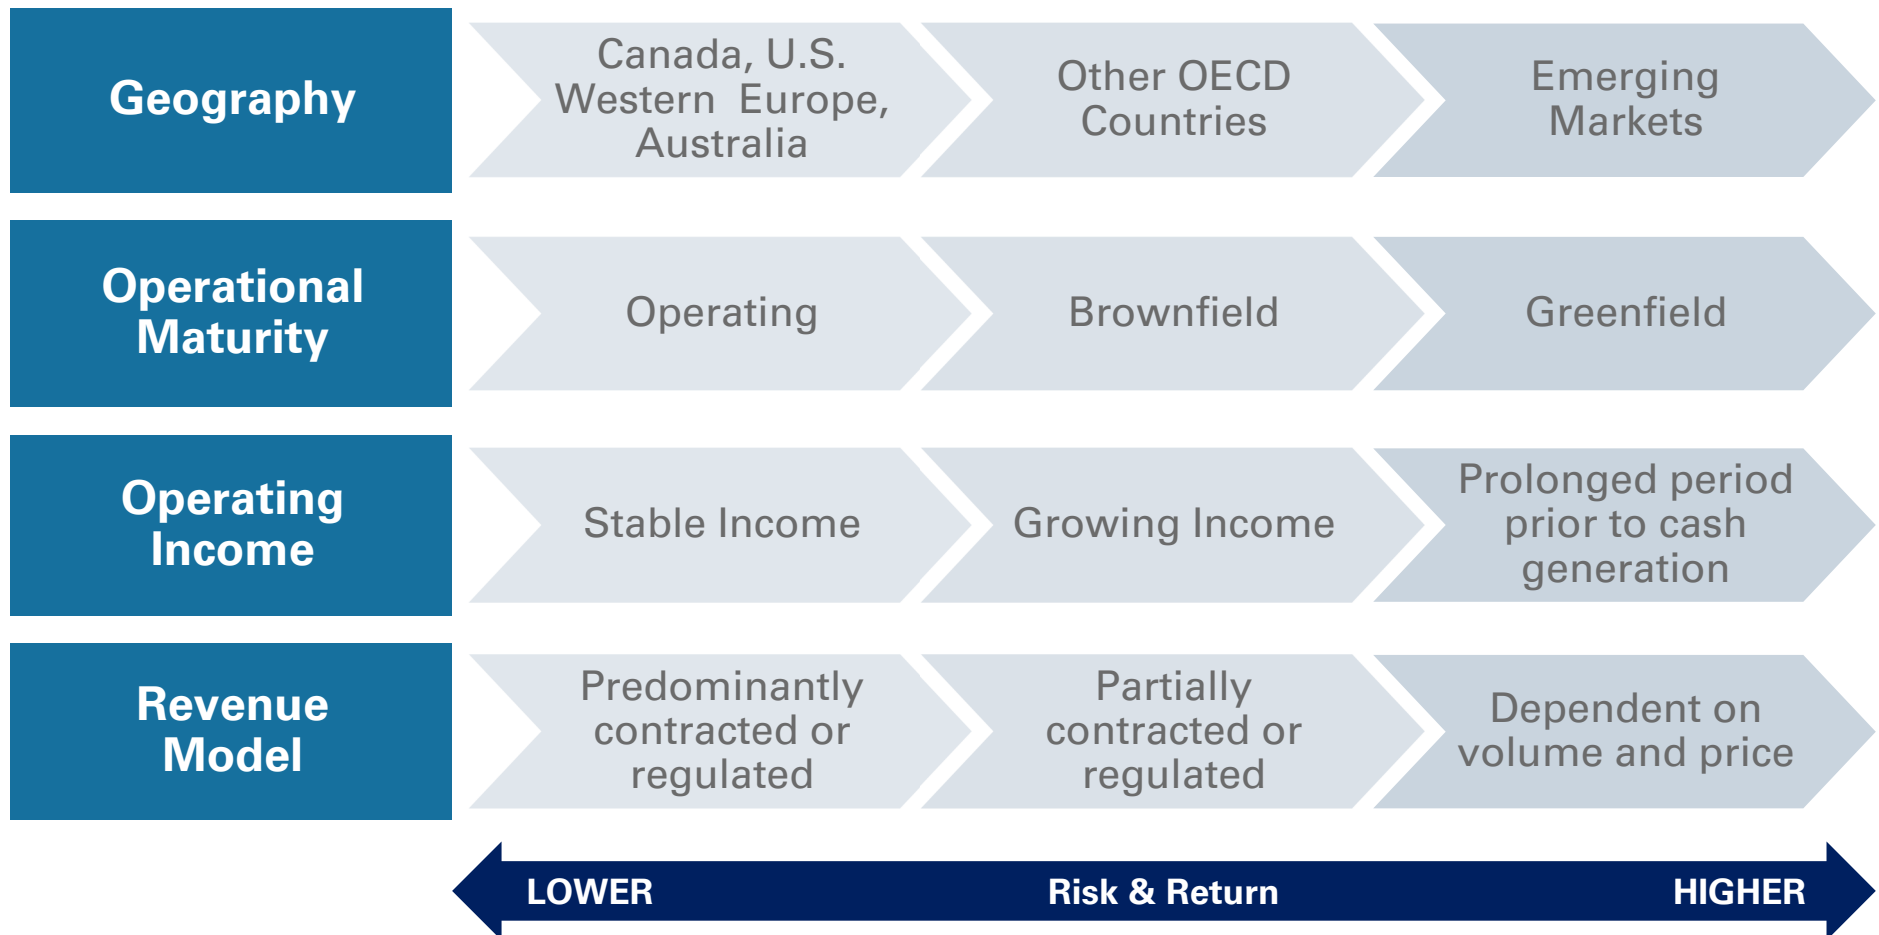 Geography
Canada, U.S.
Western Europe,
Australia
Other OECD
Countries
Emerging
Markets
Operational
Maturity
Operating
Brownfield
Greenfield
Operating
Income
Stable Income
Growing Income
Prolonged period
prior to cash
generation
Revenue
Model
Predominantly
contracted or
regulated
Partially
contracted or
regulated
Dependent on
volume and price
LOWER
Risk & Return
HIGHER